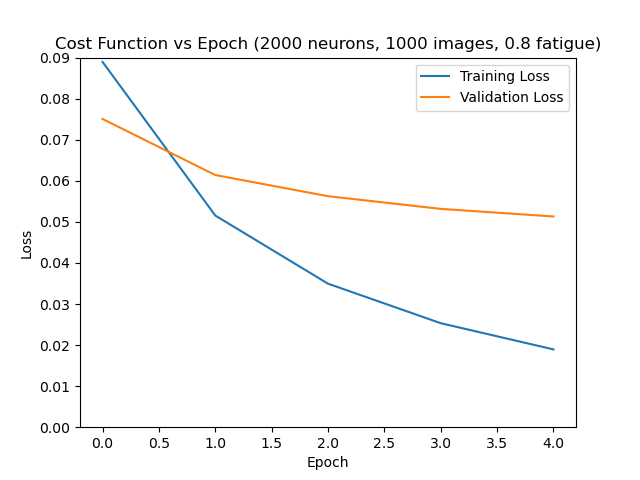 Cost Function vs Epoch (2000 neurons, 1000 images, 0.8 fatigue)
Training Loss
Validation Loss
0.09
0.08
0.07
0.06
0.05
0.04
0.03
0.02
0.01
0.00
Loss
0.0 0.5 1.0 1.5 2.0 2.5 3.0 3.5 4.0
Epoch